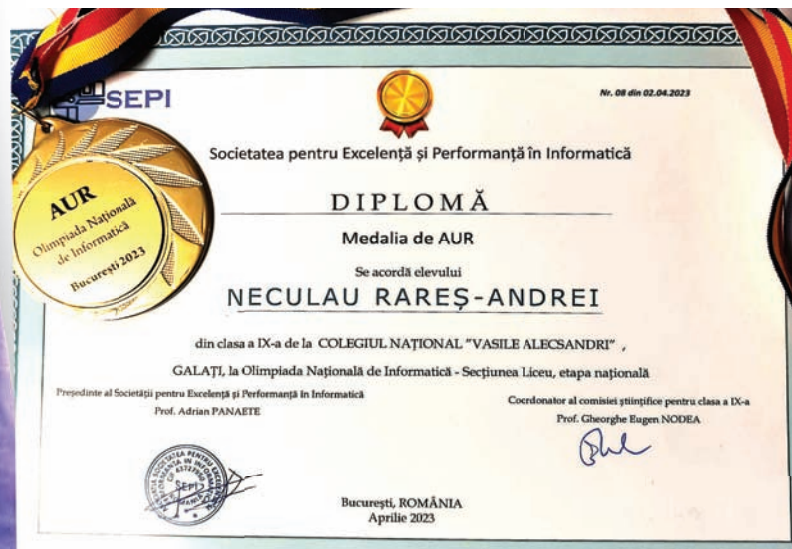 SEPI
Nr. 08 din 02.04.2023
Societatea pentru Excelență și Performanță în Informatică
DIPLOMĂ
Medalia de AUR
Se acordă elevului
NECULAU RAREȘ-ANDREI
din clasa a IX-a de la COLEGIUL NAȚIONAL "VASILE ALECSANDRI" ,
GALAȚI, la Olimpiada Națională de Informatică - Secțiunea Liceu, etapa națională
Președinte al Societății pentru Excelență și Performanță în Informatică
Prof. Adrian PANAETE
Coordonator al comisiei științifice pentru clasa a IX-a
Prof. Gheorghe Eugen NODEA
București, ROMÂNIA
Aprilie 2023
AUR
Olimpiada Națională
de Informatică
București 2023
SEPI